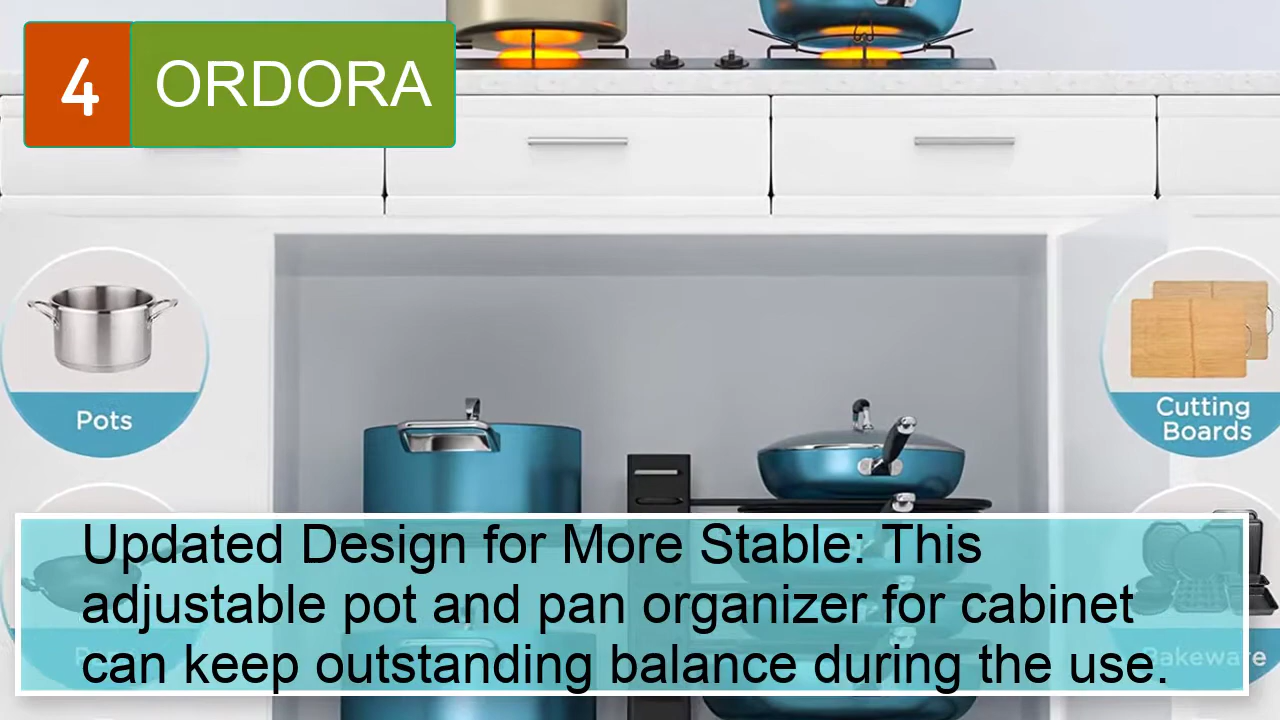 4 ORDORA
Pots
Cutting
Boards
Updated Design for More Stable: This
adjustable pot and pan organizer for cabinet
can keep outstanding balance during the use.
Bakeware